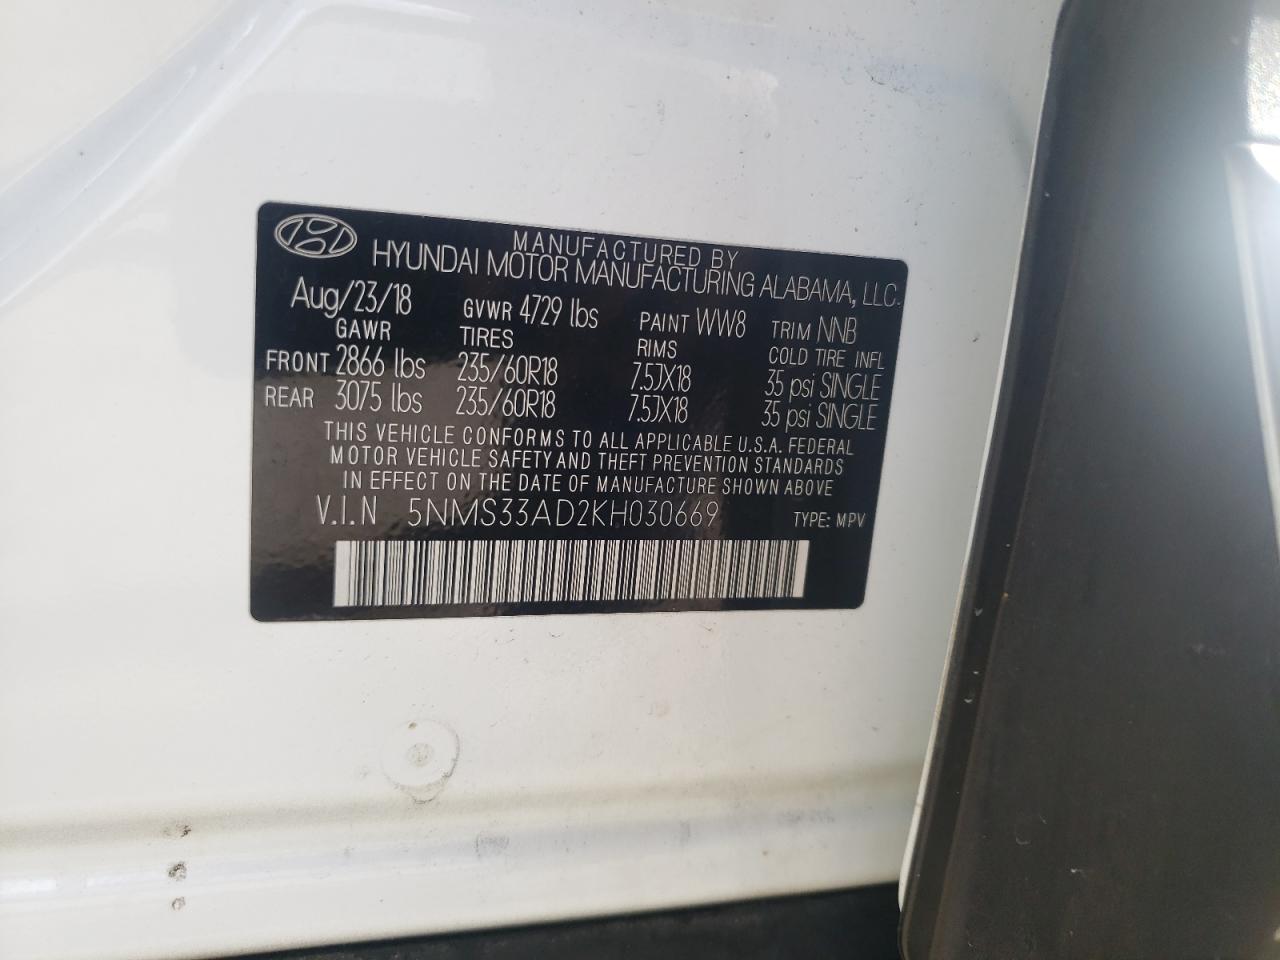 MANUFACTURED BY
HYUNDAI MOTOR MANUFACTURING ALABAMA, LLC.
Aug/23/18 GVWR 4729 lbs PAINT WW8 TRIM NNB
GAWR TIRES RIMS COLD TIRE INFL
FRONT 2866 lbs 235/60R18 7.5JX18 35 psi SINGLE
REAR 3075 lbs 235/60R18 7.5JX18 35 psi SINGLE
THIS VEHICLE CONFORMS TO ALL APPLICABLE U.S.A. FEDERAL
MOTOR VEHICLE SAFETY AND THEFT PREVENTION STANDARDS
IN EFFECT ON THE DATE OF MANUFACTURE SHOWN ABOVE
V.I.N 5NMS33AD2KH030669 TYPE: MPV